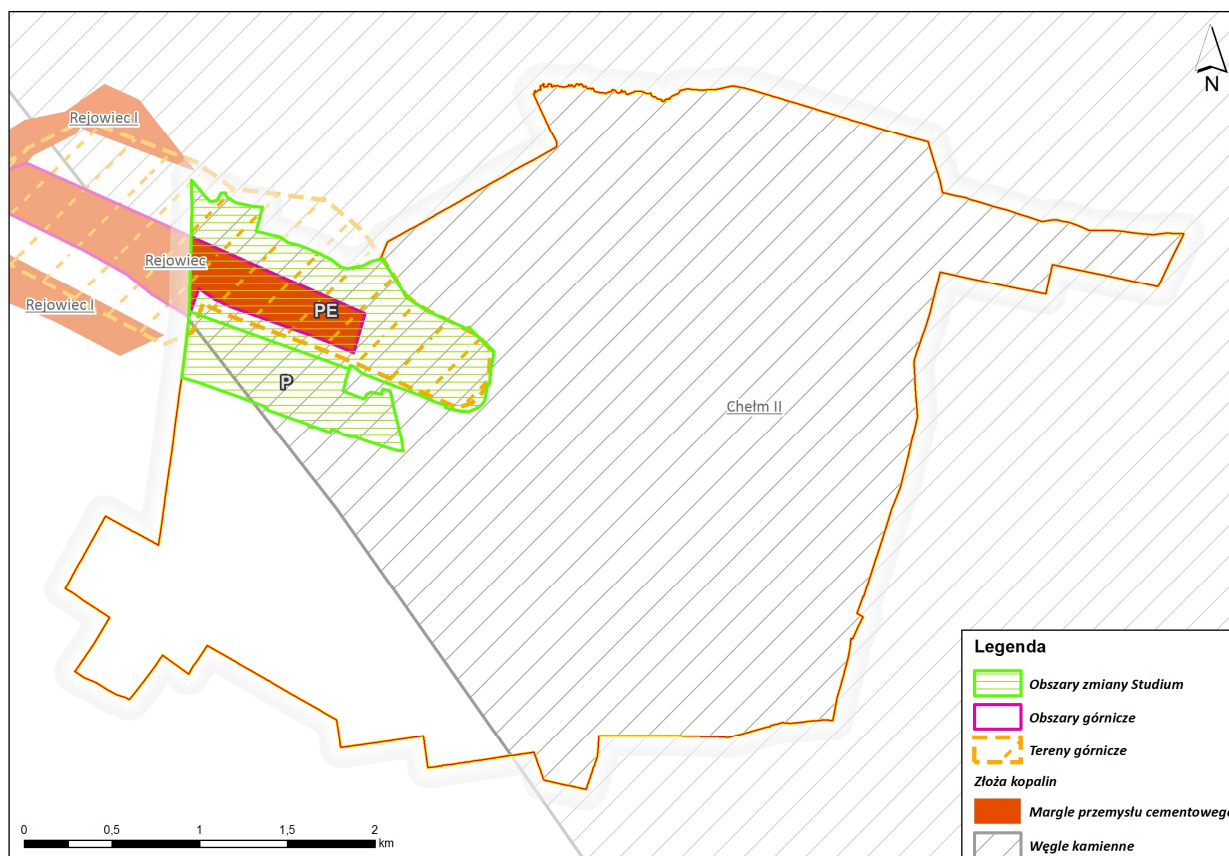 N
Rejowiec I
Rejowiec
Rejowiec I
PE
P
Chełm II
Legenda
Obszary zmiany Studium
Obszary górnicze
Tereny górnicze
Złoża kopalin
Margle przemysłu cementowego
Węgle kamienne
0 0,5 1 1,5 2
km